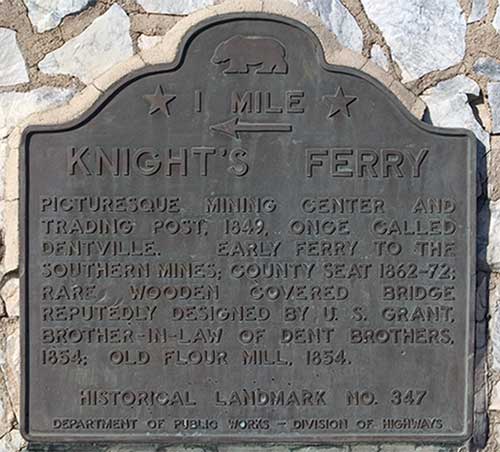 1 MILE
KNIGHT'S FERRY
PICTURESQUE MINING CENTER AND
TRADING POST, 1849, ONCE CALLED
DENTVILLE. EARLY FERRY TO THE
SOUTHERN MINES; COUNTY SEAT 1862-72;
RARE WOODEN COVERED BRIDGE
REPUTEDLY DESIGNED BY U. S. GRANT,
BROTHER-IN-LAW OF DENT BROTHERS,
1854; OLD FLOUR MILL, 1854.
HISTORICAL LANDMARK NO. 347
DEPARTMENT OF PUBLIC WORKS - DIVISION OF HIGHWAYS